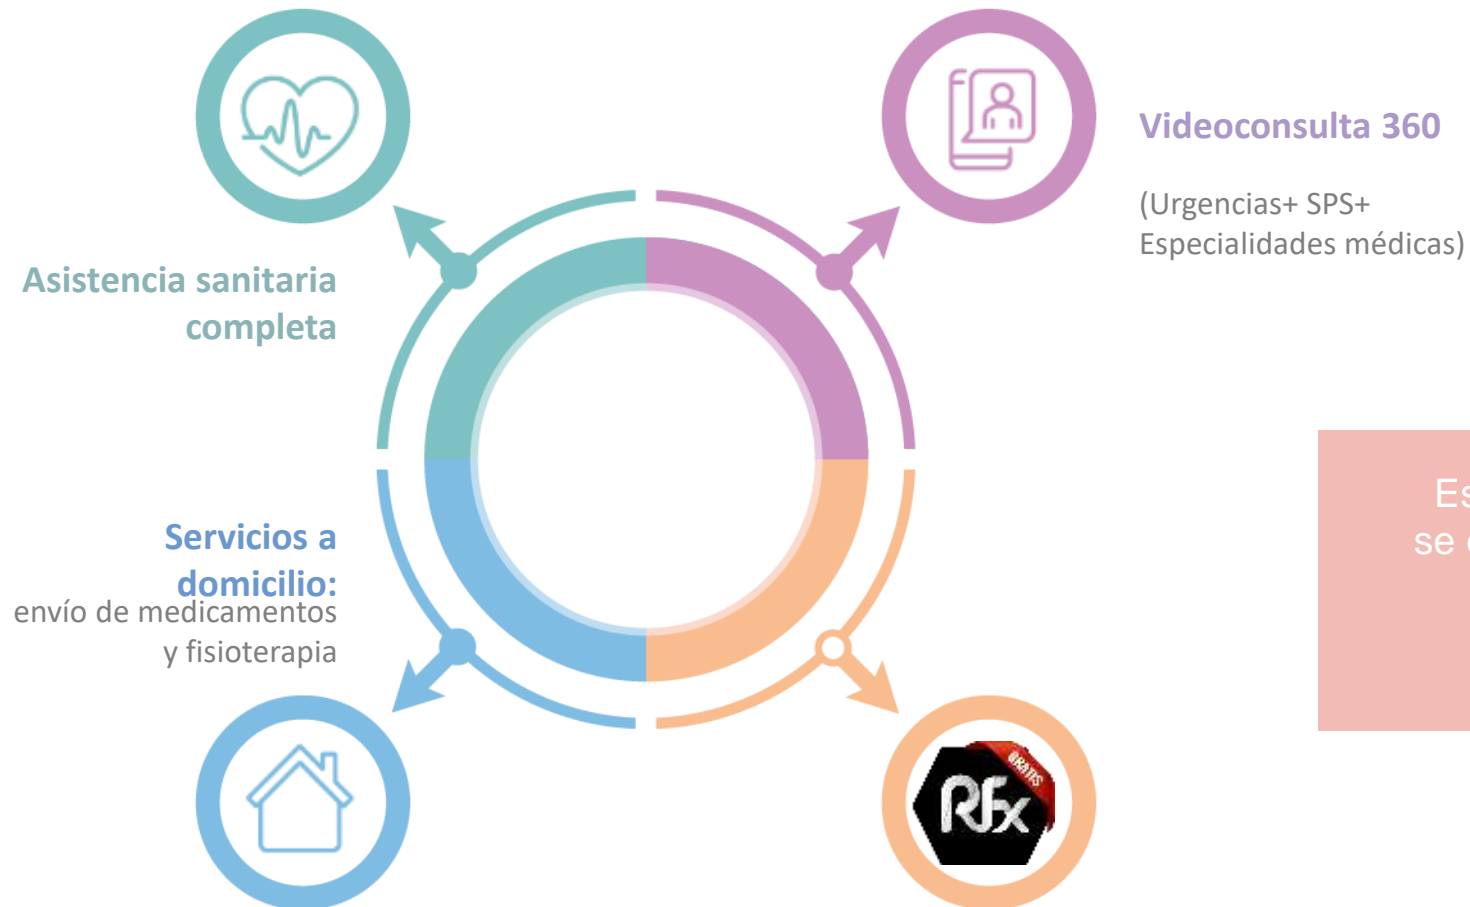 Videoconsulta 360
(Urgencias+ SPS+
Especialidades médicas)
Asistencia sanitaria
completa
Servicios a
domicilio:
envío de medicamentos
y fisioterapia
GRATIS
RFx